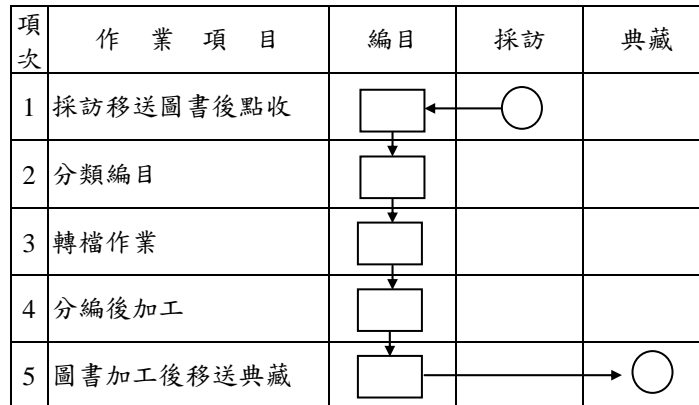 項次 作業項目 編目 採訪 典藏
1 採訪移送圖書後點收
2 分類編目
3 轉檔作業
4 分編後加工
5 圖書加工後移送典藏